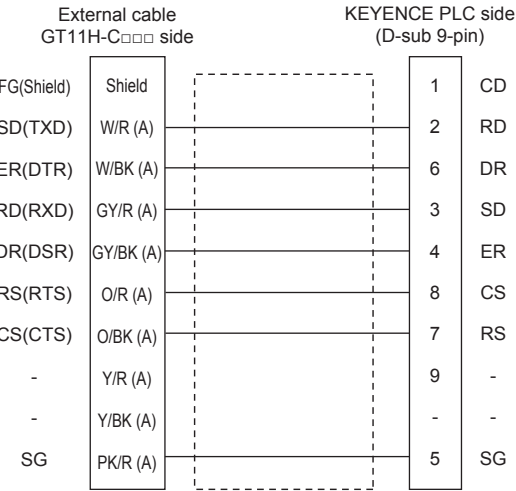 External cable
GT11H-C□□□ side
KEYENCE PLC side
(D-sub 9-pin)
FG(Shield) Shield 1 CD
SD(TXD) W/R (A) 2 RD
ER(DTR) W/BK (A) 6 DR
RD(RXD) GY/R (A) 3 SD
DR(DSR) GY/BK (A) 4 ER
RS(RTS) O/R (A) 8 CS
CS(CTS) O/BK (A) 7 RS
- Y/R (A) 9 -
- Y/BK (A) - -
SG PK/R (A) 5 SG